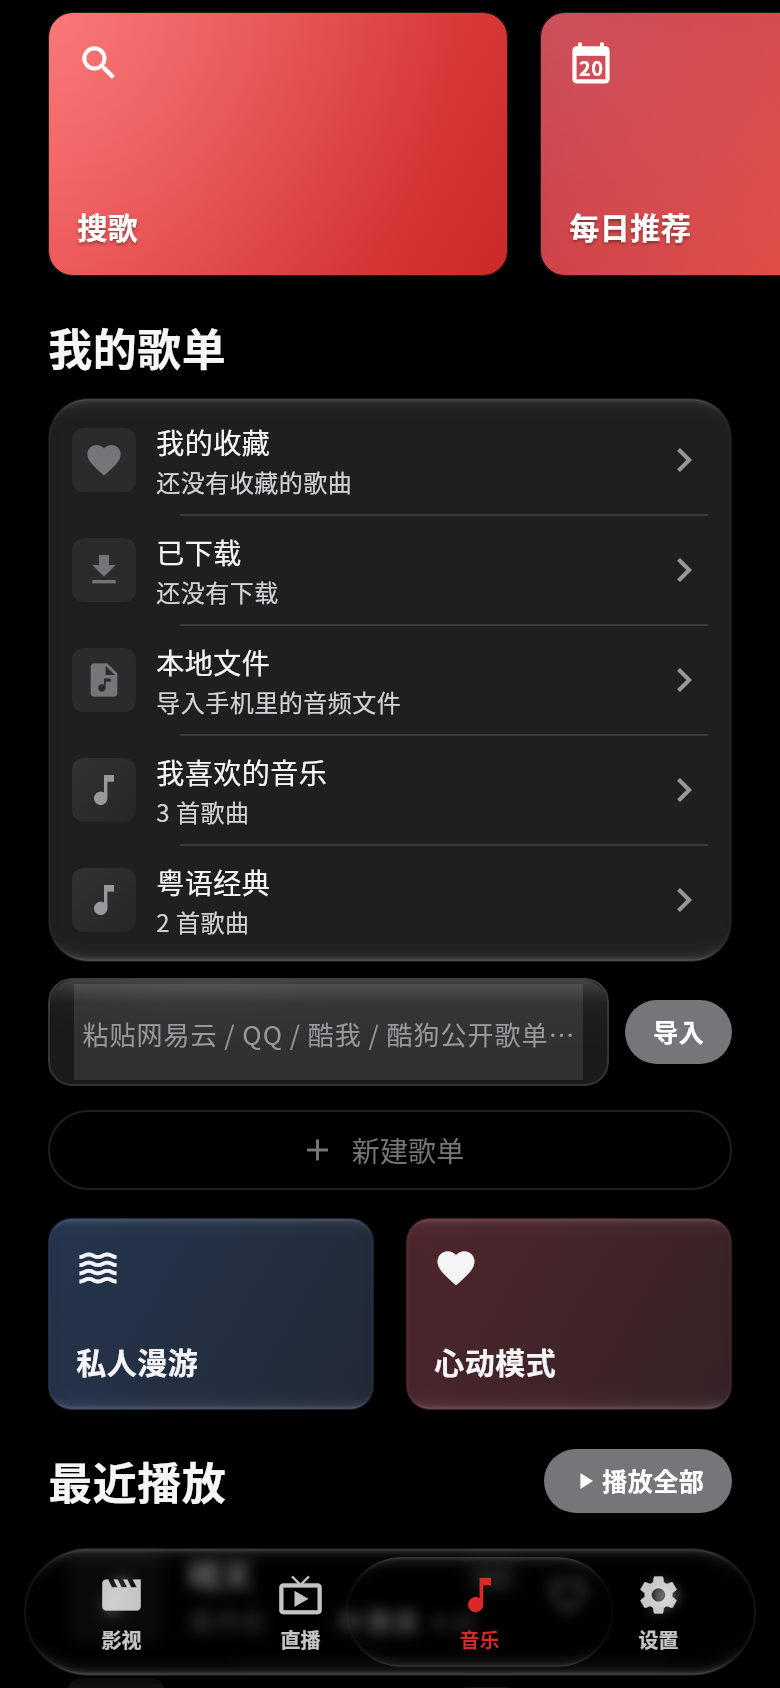 20
搜歌
每日推荐
我的歌单
我的收藏
还没有收藏的歌曲
已下载
还没有下载
本地文件
导入手机里的音频文件
我喜欢的音乐
3 首歌曲
粤语经典
2 首歌曲
粘贴网易云 / QQ / 酷我 / 酷狗公开歌单…
导入
新建歌单
私人漫游
心动模式
最近播放
播放全部
影视
直播
音乐
设置